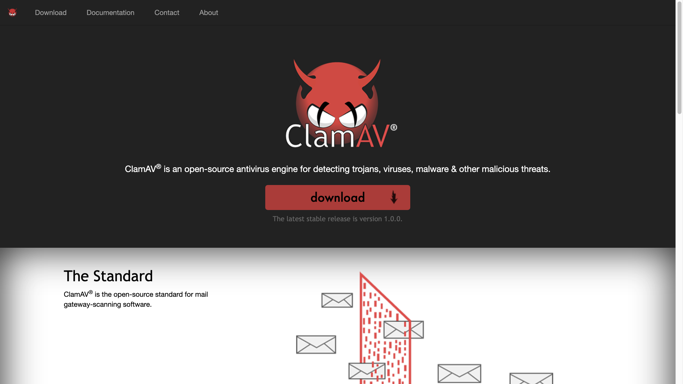 Download Documentation Contact About
ClamAV®
ClamAV® is an open-source antivirus engine for detecting trojans, viruses, malware & other malicious threats.
download
The latest stable release is version 1.0.0.
The Standard
ClamAV® is the open-source standard for mail
gateway-scanning software.